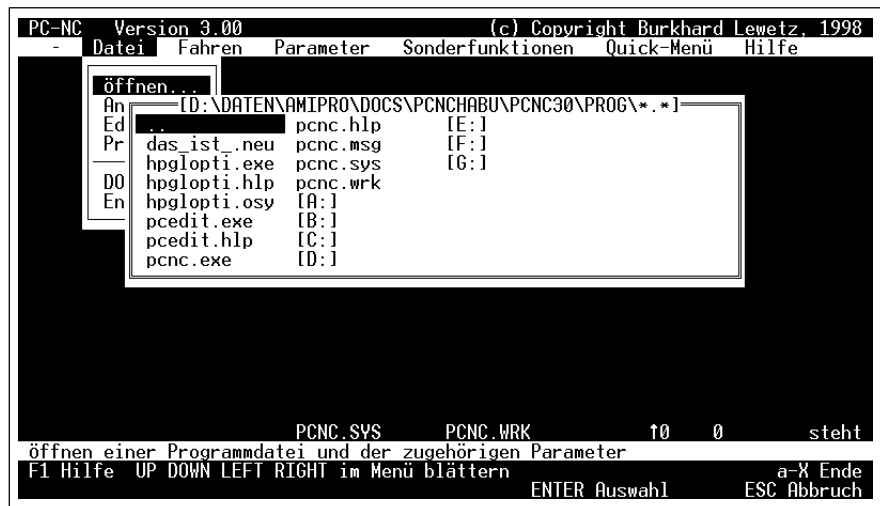 PC-NC Version 3.00 (c) Copyright Burkhard Lewetz, 1998
- Datei Fahren Parameter Sonderfunktionen Quick-Menü Hilfe
öffnen...
An
[D:\DATEN\AMIPRO\DOCS\PCNCHABU\PCNC30\PROG\*.*]
Ed .. pcnc.hlp [E:]
Pr das_ist_.neu pcnc.msg [F:]
hpglopti.exe pcnc.sys [G:]
DO hpglopti.hlp pcnc.wrk
En hpglopti.osy [A:]
pcedit.exe [B:]
pcedit.hlp [C:]
pcnc.exe [D:]
PCNC.SYS PCNC.WRK ↑0 0 steht
öffnen einer Programmdatei und der zugehörigen Parameter
F1 Hilfe UP DOWN LEFT RIGHT im Menü blättern a-X Ende
ENTER Auswahl ESC Abbruch